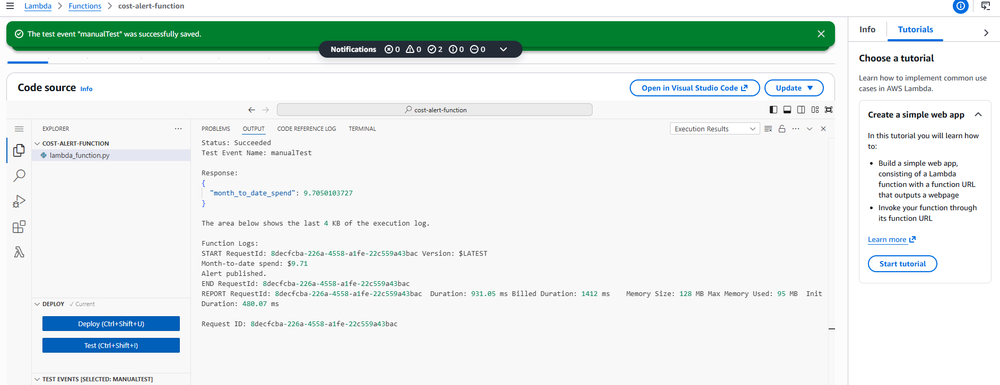 Lambda > Functions > cost-alert-function
The test event "manualTest" was successfully saved.
Notifications 0 0 2 0 0
Code source Info
Open in Visual Studio Code
Update
cost-alert-function
EXPLORER
COST-ALERT-FUNCTION
lambda_function.py
DEPLOY ✓ Current
Deploy (Ctrl+Shift+U)
Test (Ctrl+Shift+I)
TEST EVENTS [SELECTED: MANUALTEST]
PROBLEMS OUTPUT CODE REFERENCE LOG TERMINAL
Execution Results
Status: Succeeded
Test Event Name: manualTest
Response:
{
"month_to_date_spend": 9.7050103727
}
The area below shows the last 4 KB of the execution log.
Function Logs:
START RequestId: 8decfcba-226a-4558-a1fe-22c559a43bac Version: $LATEST
Month-to-date spend: $9.71
Alert published.
END RequestId: 8decfcba-226a-4558-a1fe-22c559a43bac
REPORT RequestId: 8decfcba-226a-4558-a1fe-22c559a43bac Duration: 931.05 ms Billed Duration: 1412 ms Memory Size: 128 MB Max Memory Used: 95 MB Init
Duration: 480.07 ms
Request ID: 8decfcba-226a-4558-a1fe-22c559a43bac
Info Tutorials
Choose a tutorial
Learn how to implement common use
cases in AWS Lambda.
Create a simple web app
In this tutorial you will learn how
to:
• Build a simple web app,
consisting of a Lambda
function with a function URL
that outputs a webpage
• Invoke your function through
its function URL
Learn more
Start tutorial